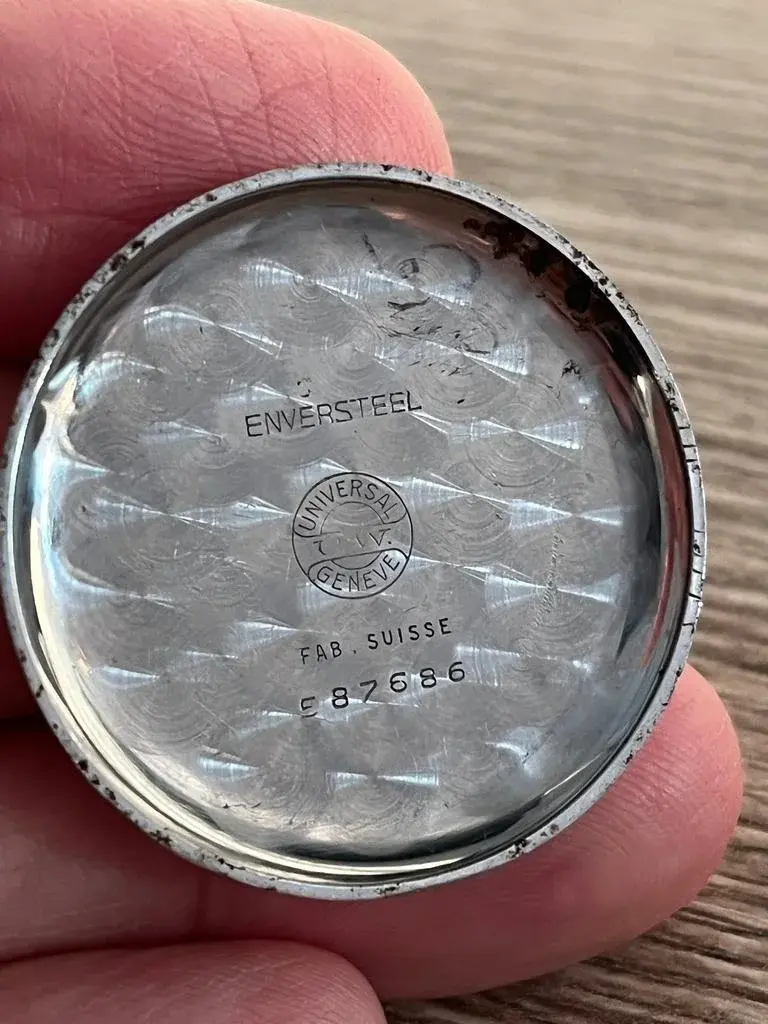 ENVERSTEEL
UNIVERSAL
GENEVE
FAB. SUISSE
587686